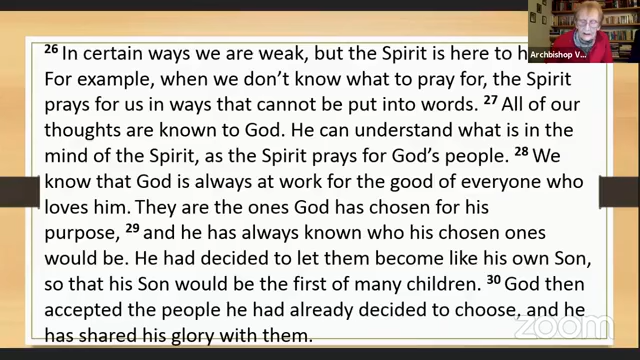 26 In certain ways we are weak, but the Spirit is here to h
For example, when we don't know what to pray for, the Spirit
prays for us in ways that cannot be put into words. 27 All of our
thoughts are known to God. He can understand what is in the
mind of the Spirit, as the Spirit prays for God's people. 28 We
know that God is always at work for the good of everyone who
loves him. They are the ones God has chosen for his
purpose, 29 and he has always known who his chosen ones
would be. He had decided to let them become like his own Son,
so that his Son would be the first of many children. 30 God then
accepted the people he had already decided to choose, and he
has shared his glory with them.
Archbishop V...
zoom